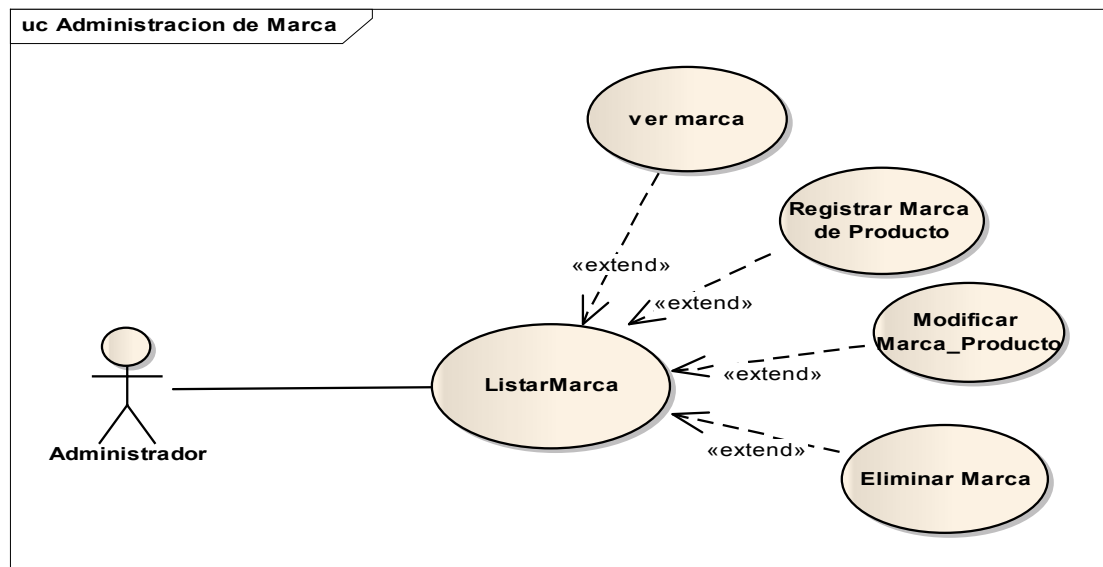 uc Administracion de Marca
ver marca
Registrar Marca
de Producto
«extend»
«extend»
Modificar
Marca_Producto
«extend»
ListarMarca
«extend»
Eliminar Marca
Administrador